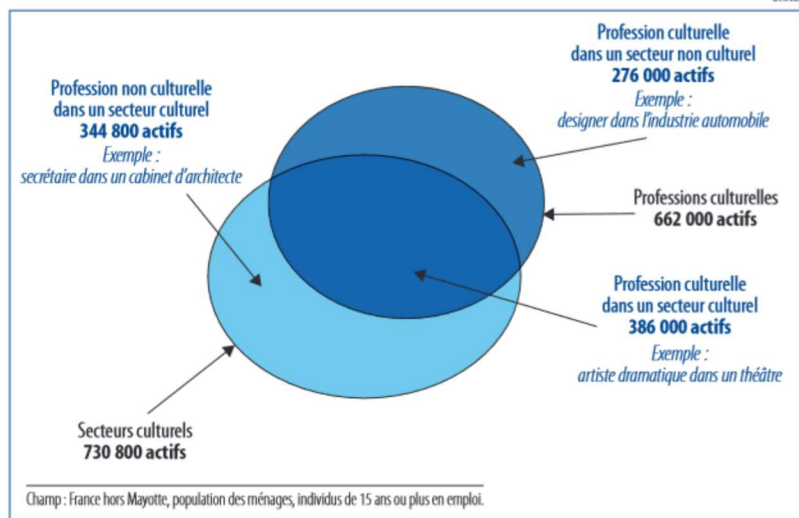 Profession culturelle
dans un secteur non culturel
276 000 actifs
Exemple :
designer dans l'industrie automobile
Profession non culturelle
dans un secteur culturel
344 800 actifs
Exemple :
secrétaire dans un cabinet d'architecte
Professions culturelles
662 000 actifs
Profession culturelle
dans un secteur culturel
386 000 actifs
Exemple :
artiste dramatique dans un théâtre
Secteurs culturels
730 800 actifs
Champ : France hors Mayotte, population des ménages, individus de 15 ans ou plus en emploi.